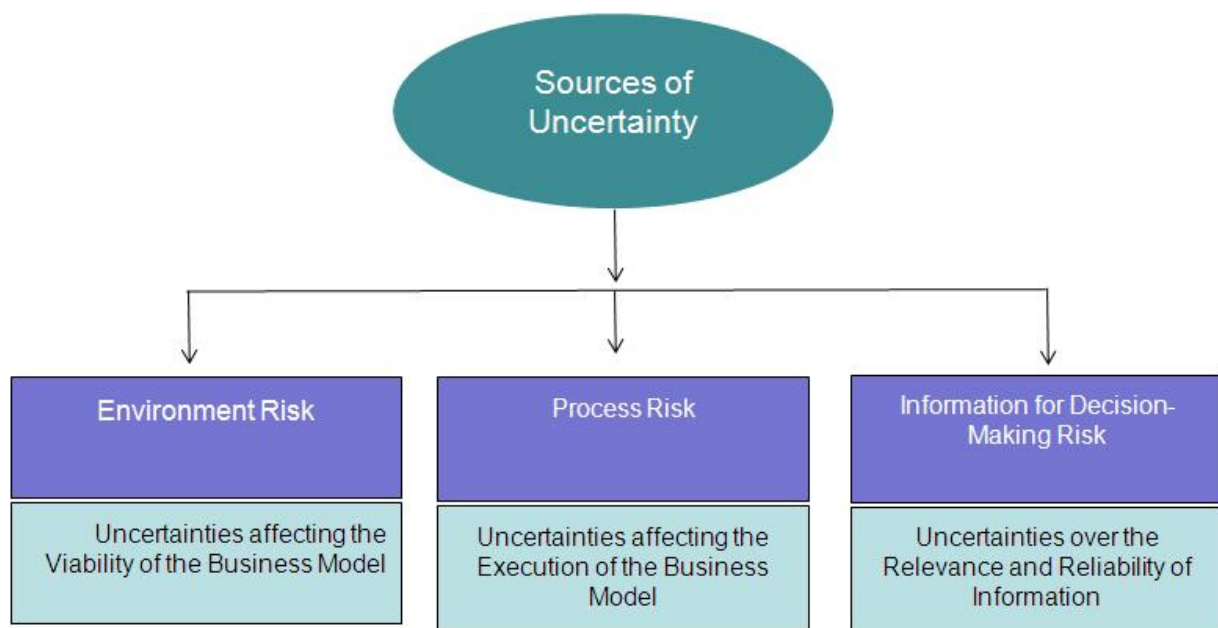 Sources of
Uncertainty
Environment Risk
Process Risk
Information for Decision-
Making Risk
Uncertainties affecting the
Viability of the Business Model
Uncertainties affecting the
Execution of the Business
Model
Uncertainties over the
Relevance and Reliability of
Information